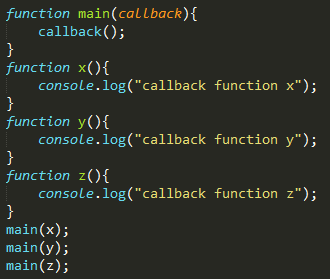 function main(callback){
    callback();
}
function x(){
    console.log("callback function x");
}
function y(){
    console.log("callback function y");
}
function z(){
    console.log("callback function z");
}
main(x);
main(y);
main(z);